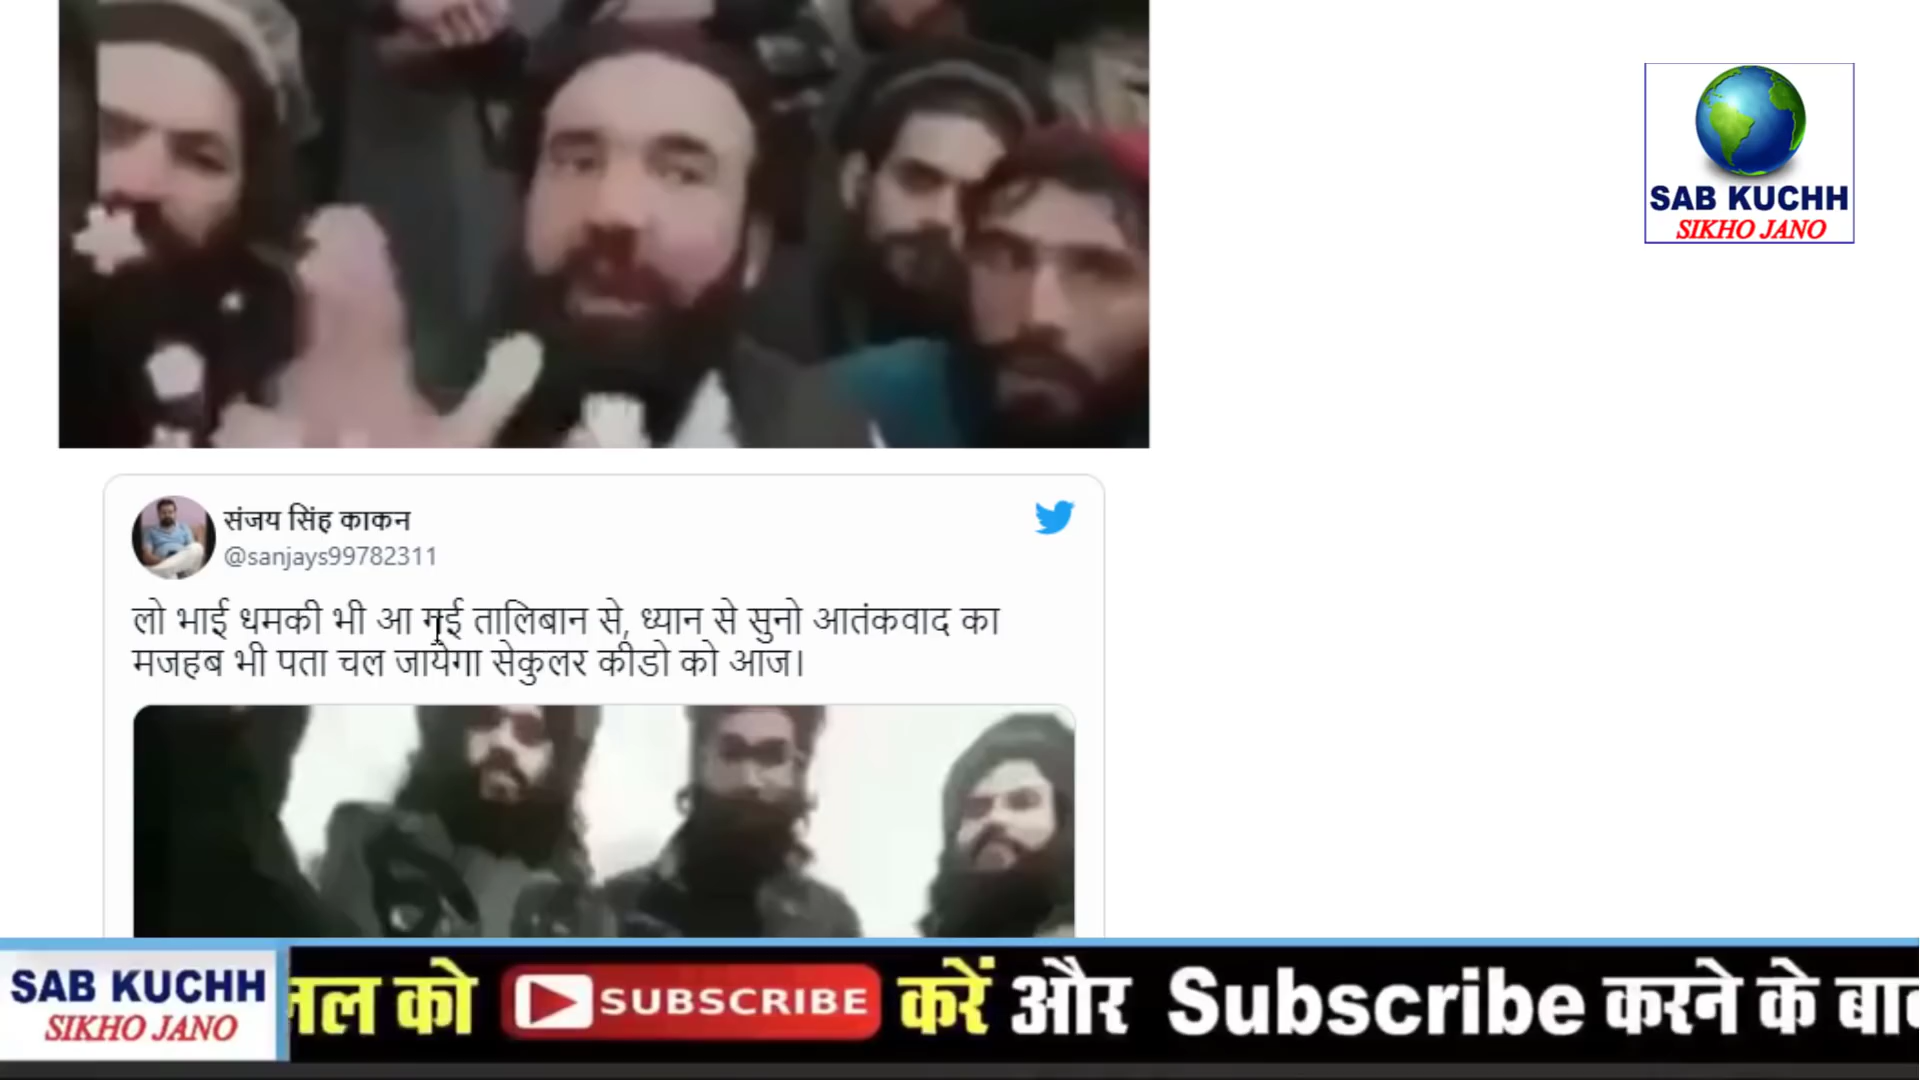 SAB KUCHH
SIKHO JANO
संजय सिंह काकन
@sanjays99782311
लो भाई धमकी भी आ गई तालिबान से, ध्यान से सुनो आतंकवाद का
मजहब भी पता चल जायेगा सेकुलर कीडो को आज।
SAB KUCHH
SIKHO JANO
को SUBSCRIBE करें और Subscribe करने के